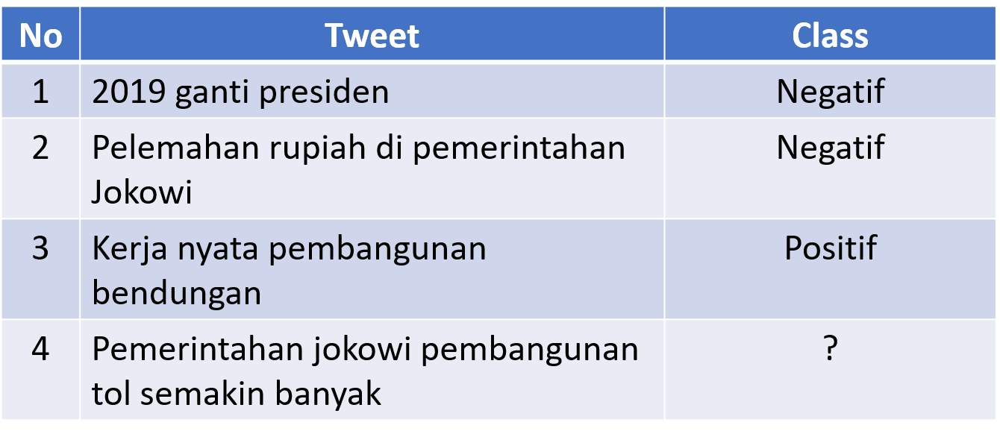 No Tweet Class
1 2019 ganti presiden Negatif
2 Pelemahan rupiah di pemerintahan Negatif
Jokowi
3 Kerja nyata pembangunan Positif
bendungan
4 Pemerintahan jokowi pembangunan ?
tol semakin banyak